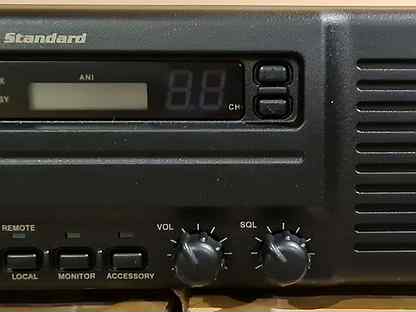 Standard
ANI
CH
REMOTE
VOL
SQL
LOCAL
MONITOR
ACCESSORY